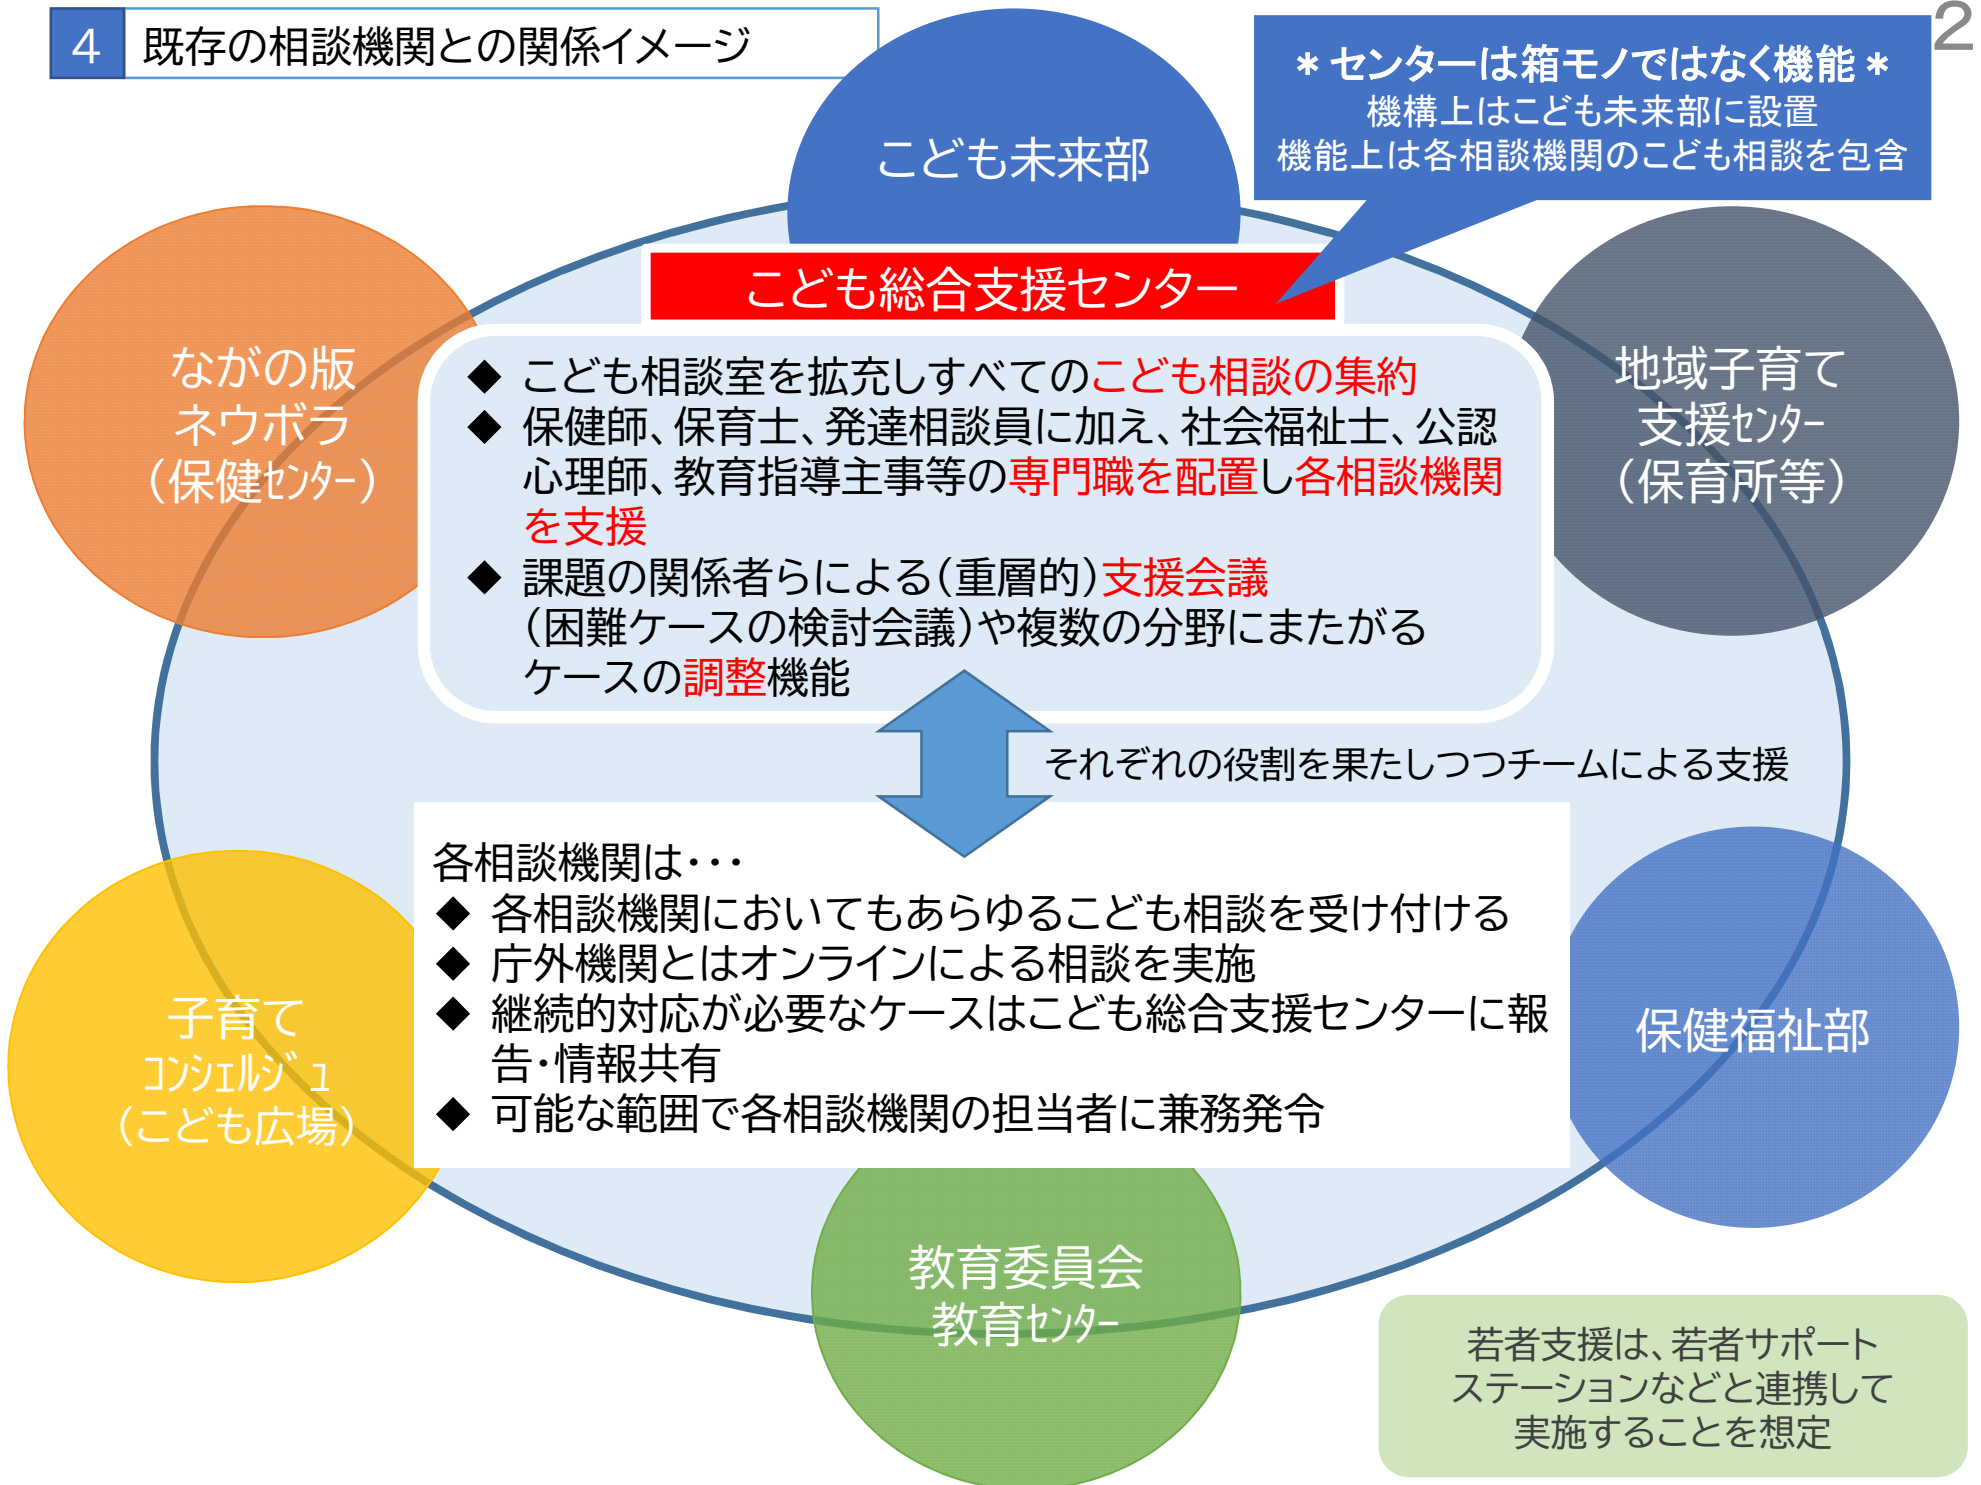 4 既存の相談機関との関係イメージ
2
＊センターは箱モノではなく機能＊
機構上はこども未来部に設置
機能上は各相談機関のこども相談を包含
こども未来部
こども総合支援センター
◆ こども相談室を拡充しすべてのこども相談の集約
◆ 保健師、保育士、発達相談員に加え、社会福祉士、公認
心理師、教育指導主事等の専門職を配置し各相談機関
を支援
◆ 課題の関係者らによる（重層的）支援会議
（困難ケースの検討会議）や複数の分野にまたがる
ケースの調整機能
ながの版
ネウボラ
（保健ｾﾝﾀｰ）
地域子育て
支援ｾﾝﾀｰ
（保育所等）
それぞれの役割を果たしつつチームによる支援
各相談機関は・・・
◆ 各相談機関においてもあらゆるこども相談を受け付ける
◆ 庁外機関とはオンラインによる相談を実施
◆ 継続的対応が必要なケースはこども総合支援センターに報
告・情報共有
◆ 可能な範囲で各相談機関の担当者に兼務発令
子育て
ｺﾝｼｪﾙｼﾞｭ
（こども広場）
保健福祉部
教育委員会
教育ｾﾝﾀｰ
若者支援は、若者サポート
ステーションなどと連携して
実施することを想定